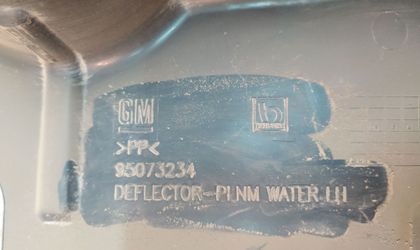 GM
>PP<
95073234
DEFLECTOR-PLNM WATER LH